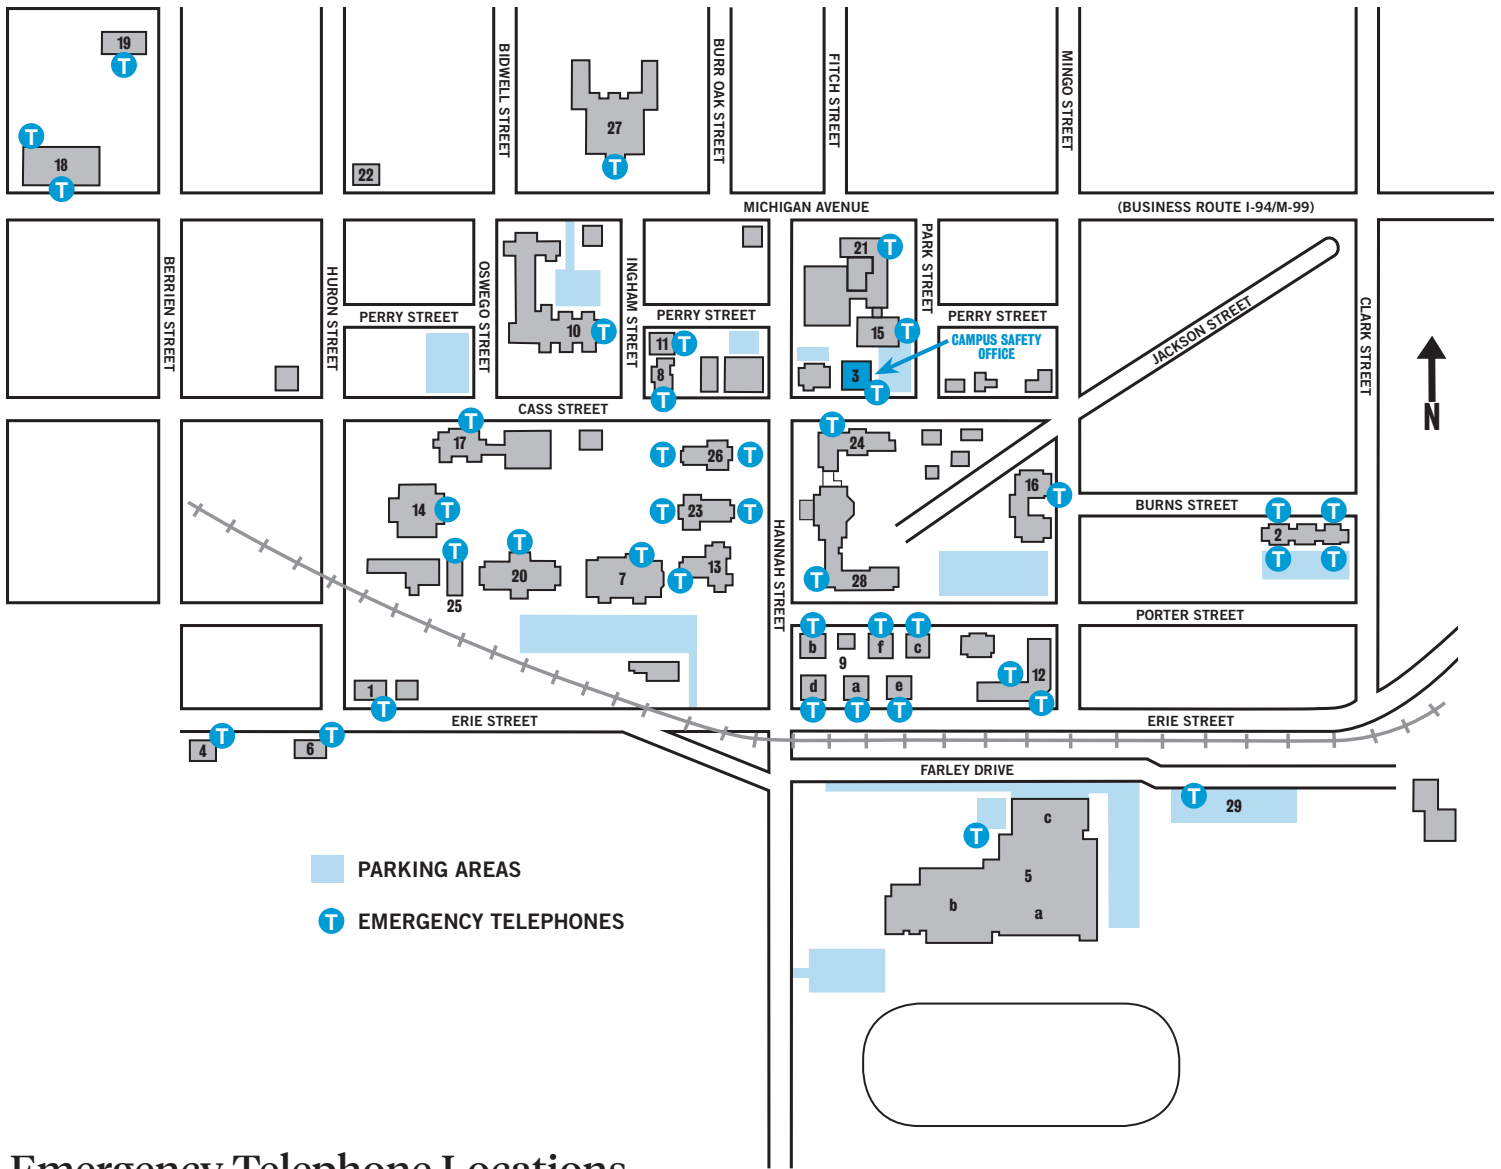 19
T
T
18
T
22
BIDWELL STREET
27
T
BURR OAK STREET
FITCH STREET
MINGO STREET
MICHIGAN AVENUE
(BUSINESS ROUTE I-94/M-99)
BERRIEN STREET
HURON STREET
OSWEGO STREET
INGHAM STREET
PARK STREET
CLARK STREET
21
T
PERRY STREET
PERRY STREET
PERRY STREET
JACKSON STREET
10
T
11
T
8
T
15
T
CAMPUS SAFETY
OFFICE
3
T
N
CASS STREET
T
17
T
26
T
T
24
14
T
T
23
T
16
T
BURNS STREET
T
T
2
T
T
T
25
T
20
T
7
T
13
HANNAH STREET
T
28
PORTER STREET
T
b
9
T
f
T
c
d
T
a
T
e
T
T
12
T
1
T
ERIE STREET
ERIE STREET
4
T
6
T
FARLEY DRIVE
T
29
T
c
5
b
a
PARKING AREAS
T
EMERGENCY TELEPHONES
Emergency Telephone Locations